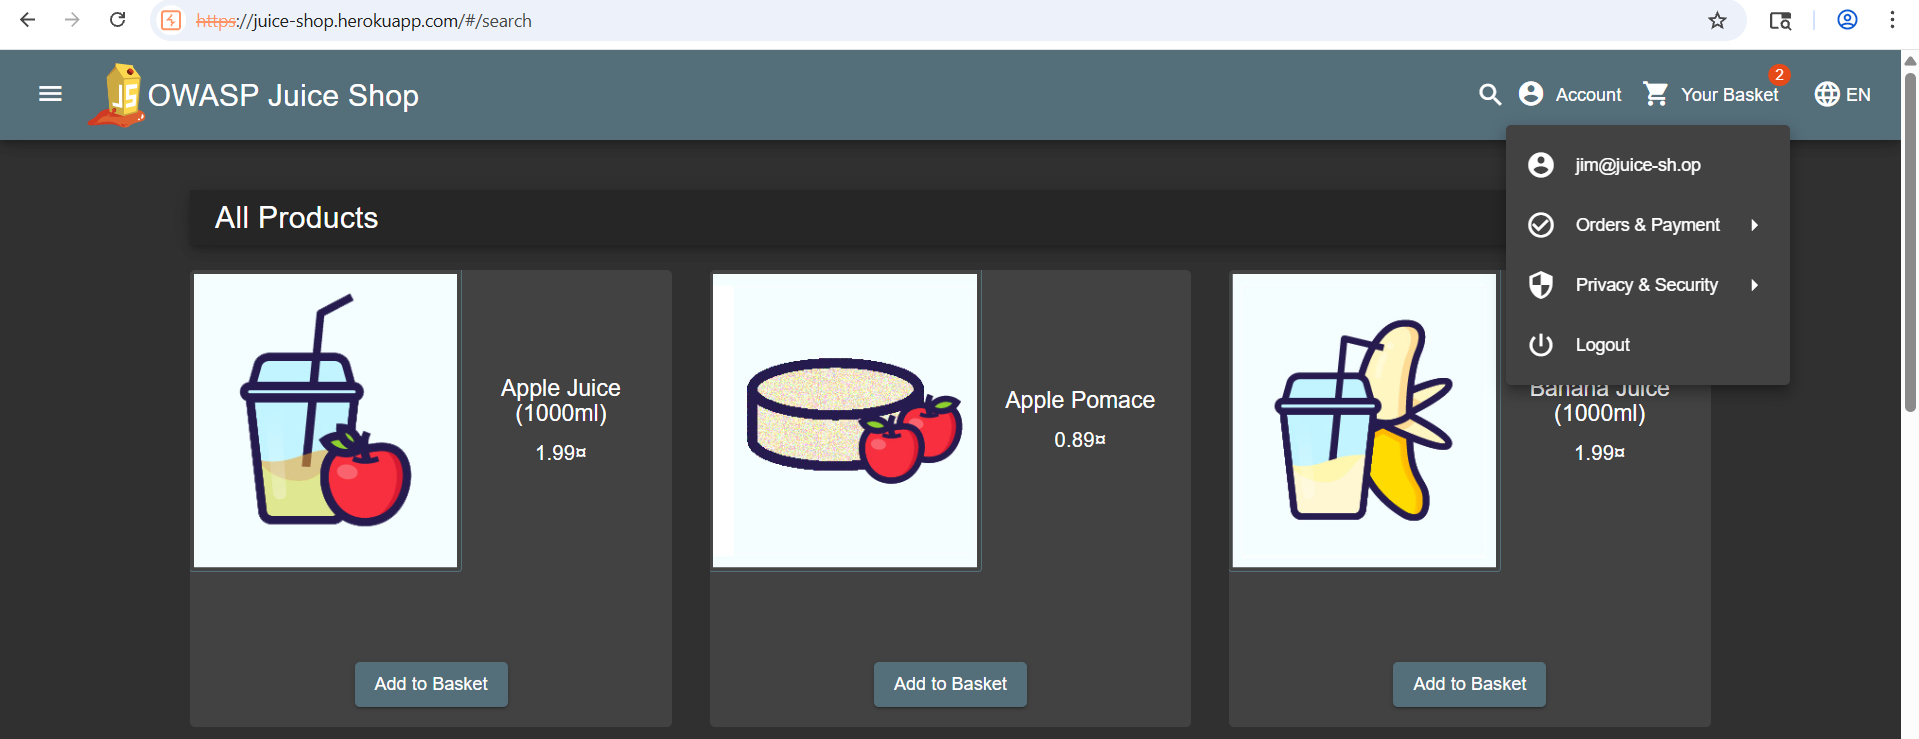 https://juice-shop.herokuapp.com/#/search
JS
OWASP Juice Shop
Account
Your Basket
2
EN
jim@juice-sh.op
Orders & Payment
Privacy & Security
Logout
All Products
Apple Juice
(1000ml)
1.99¤
Add to Basket
Apple Pomace
0.89¤
Add to Basket
Banana Juice
(1000ml)
1.99¤
Add to Basket